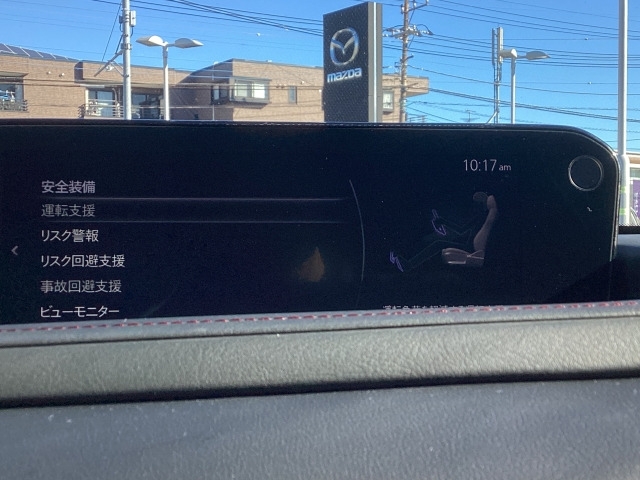 mazda
10:17 am
安全装備
運転支援
リスク警報
リスク回避支援
事故回避支援
ビューモニター